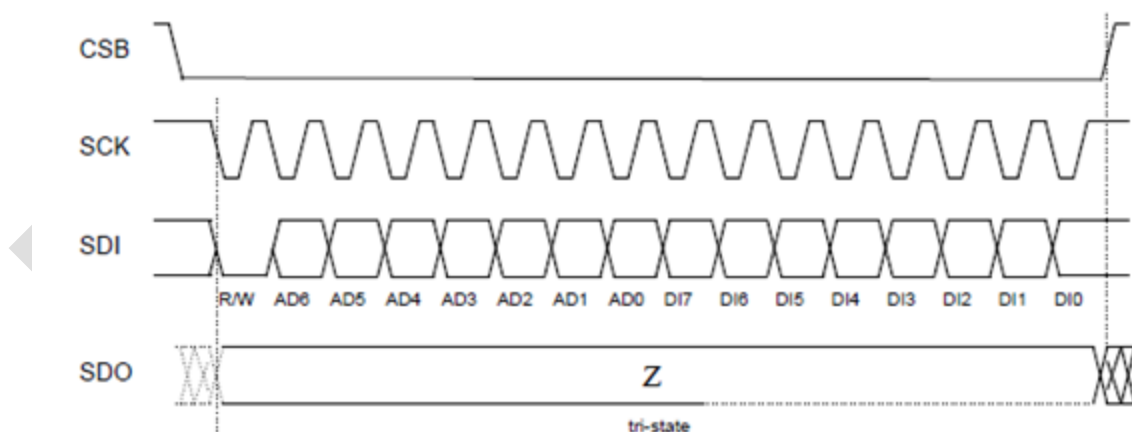 CSB
SCK
SDI
R/W AD6 AD5 AD4 AD3 AD2 AD1 AD0 DI7 DI6 DI5 DI4 DI3 DI2 DI1 DI0
SDO
Z
tri-state